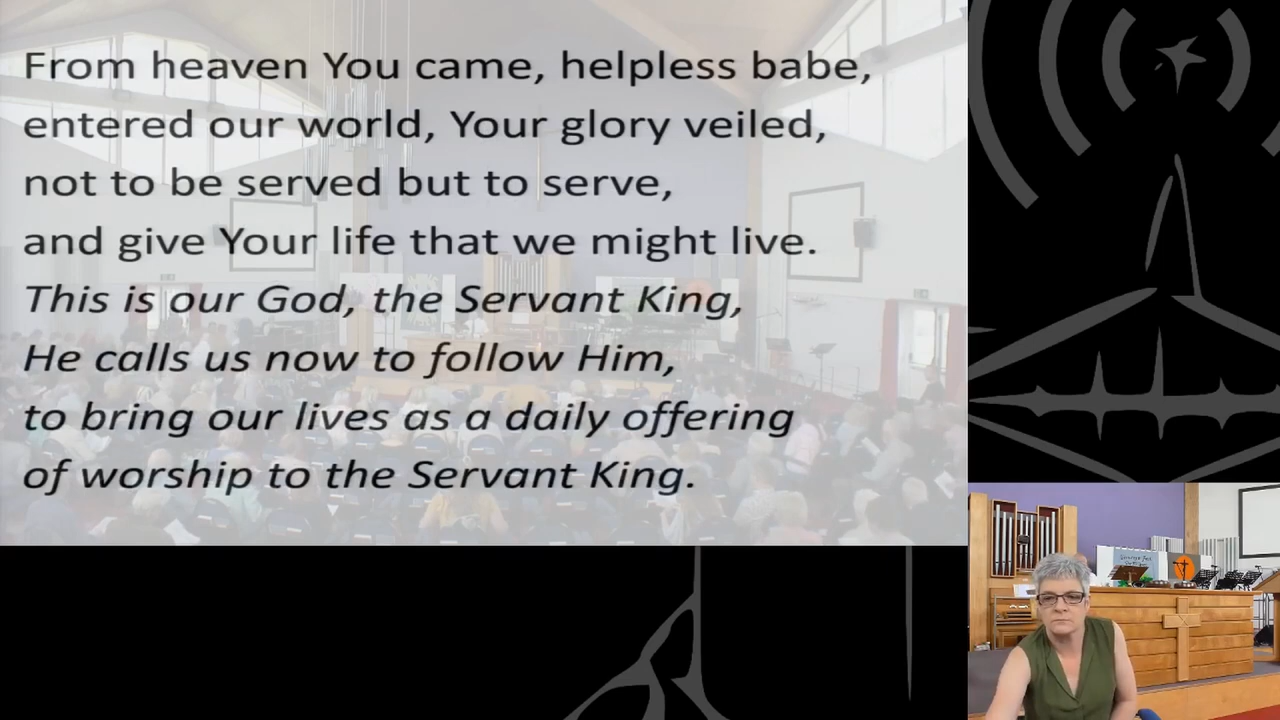 From heaven You came, helpless babe,
entered our world, Your glory veiled,
not to be served but to serve,
and give Your life that we might live.
This is our God, the Servant King,
He calls us now to follow Him,
to bring our lives as a daily offering
of worship to the Servant King.